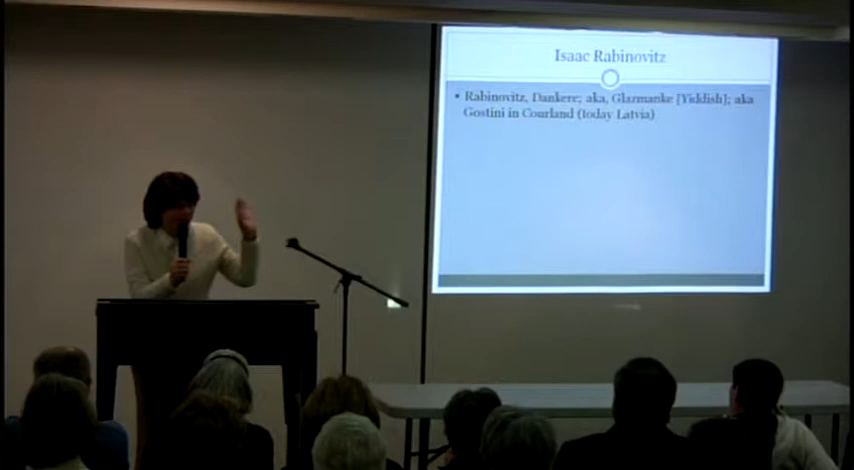 Isaac Rabinovitz
• Rabinovitz, Dankere; aka, Glazmanke [Yiddish]; aka
Gostini in Courland (today Latvia)